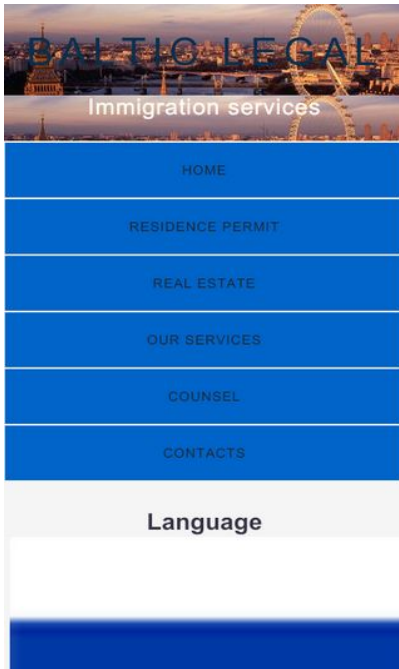 BALTIC LEGAL
Immigration services
HOME
RESIDENCE PERMIT
REAL ESTATE
OUR SERVICES
COUNSEL
CONTACTS
Language